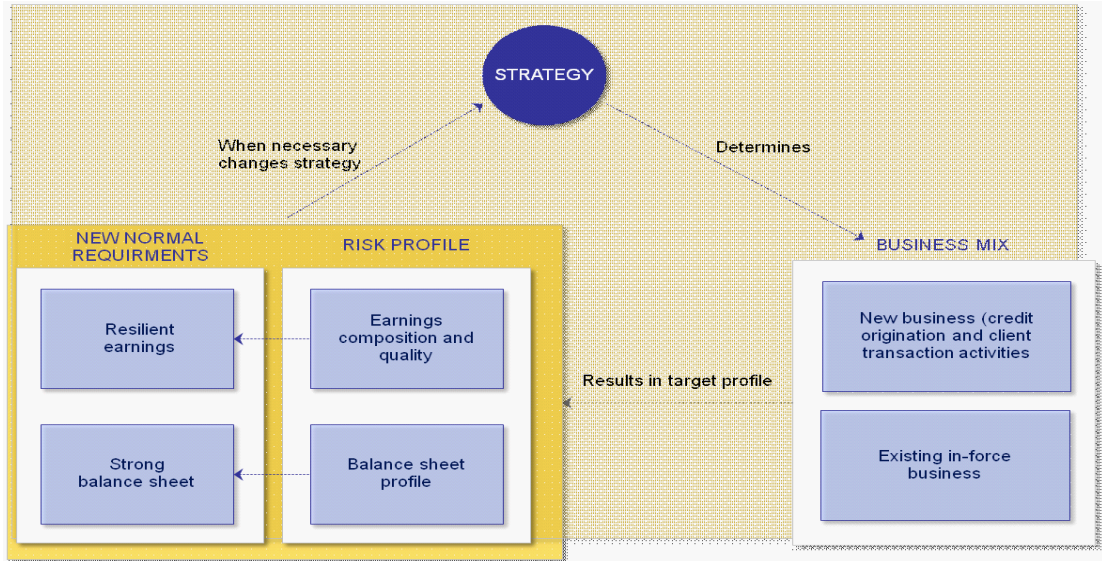 STRATEGY
When necessary
changes strategy
Determines
NEW NORMAL
REQUIRMENTS
RISK PROFILE
BUSINESS MIX
Resilient
earnings
Earnings
composition and
quality
New business (credit
origination and client
transaction activities
Results in target profile
Strong
balance sheet
Balance sheet
profile
Existing in-force
business